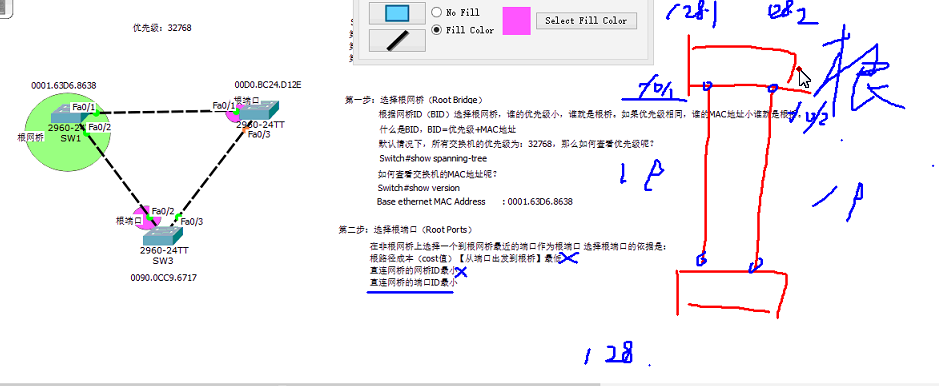 优先级：32768
0001.63D6.8638
00D0.BC24.D12E
Fa0/1
Fa0/1
根端口
2960-24TT
Fa0/2
2960-24TT
根网桥
SW1
Fa0/3
Fa0/2
根端口
Fa0/3
2960-24TT
SW3
0090.0CC9.6717
No Fill
Fill Color
Select Fill Color
第一步：选择根网桥（Root Bridge）
根据网桥ID（BID）选择根网桥，谁的优先级小，谁就是根桥。如果优先级相同，谁的MAC地址小谁就是根桥。
什么是BID，BID=优先级+MAC地址
默认情况下，所有交换机的优先级为：32768，那么如何查看优先级呢？
Switch#show spanning-tree
如何查看交换机的MAC地址呢？
Switch#show version
Base ethernet MAC Address : 0001.63D6.8638
第二步：选择根端口（Root Ports）
在非根网桥上选择一个到根网桥最近的端口作为根端口 选择根端口的依据是：
根路径成本（cost值）【从端口出发到根桥】最低
直连网桥的网桥ID最小
直连网桥的端口ID最小
128.1
128.2
根
f0/1
128